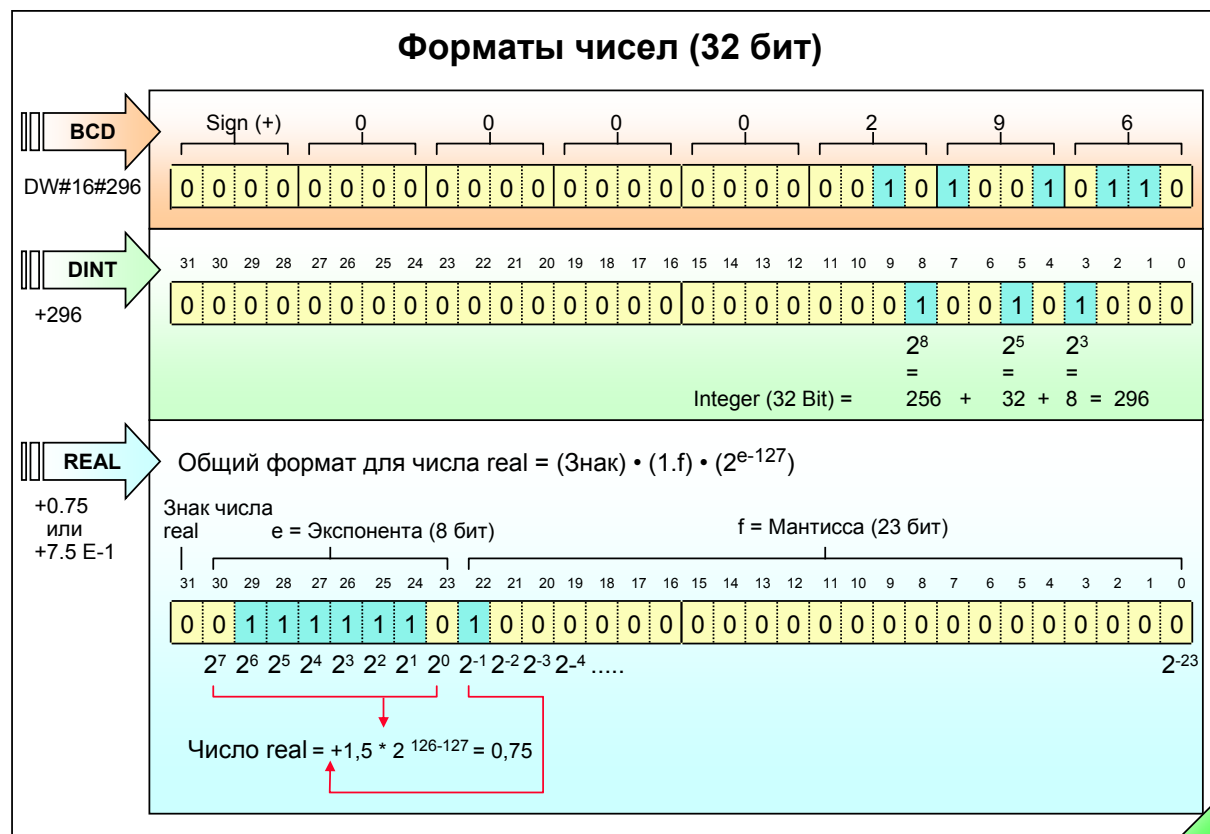 Форматы чисел (32 бит)
BCD
DW#16#296
Sign (+) 0 0 0 0 2 9 6
0 0 0 0 0 0 0 0 0 0 0 0 0 0 0 0 0 0 0 0 0 0 1 0 1 0 0 1 0 1 1 0
DINT
+296
31 30 29 28 27 26 25 24 23 22 21 20 19 18 17 16 15 14 13 12 11 10 9 8 7 6 5 4 3 2 1 0
0 0 0 0 0 0 0 0 0 0 0 0 0 0 0 0 0 0 0 0 0 0 0 1 0 0 1 0 1 0 0 0
2⁸ 2⁵ 2³
= = =
Integer (32 Bit) = 256 + 32 + 8 = 296
REAL
+0.75
или
+7.5 E-1
Общий формат для числа real = (Знак) • (1.f) • (2ᵉ⁻¹²⁷)
Знак числа
real
e = Экспонента (8 бит)
f = Мантисса (23 бит)
31 30 29 28 27 26 25 24 23 22 21 20 19 18 17 16 15 14 13 12 11 10 9 8 7 6 5 4 3 2 1 0
0 0 1 1 1 1 1 1 0 1 0 0 0 0 0 0 0 0 0 0 0 0 0 0 0 0 0 0 0 0 0 0
2⁷ 2⁶ 2⁵ 2⁴ 2³ 2² 2¹ 2⁰ 2⁻¹ 2⁻² 2⁻³ 2-⁴ ..... 2⁻²³
Число real = +1,5 * 2 ¹²⁶⁻¹²⁷ = 0,75